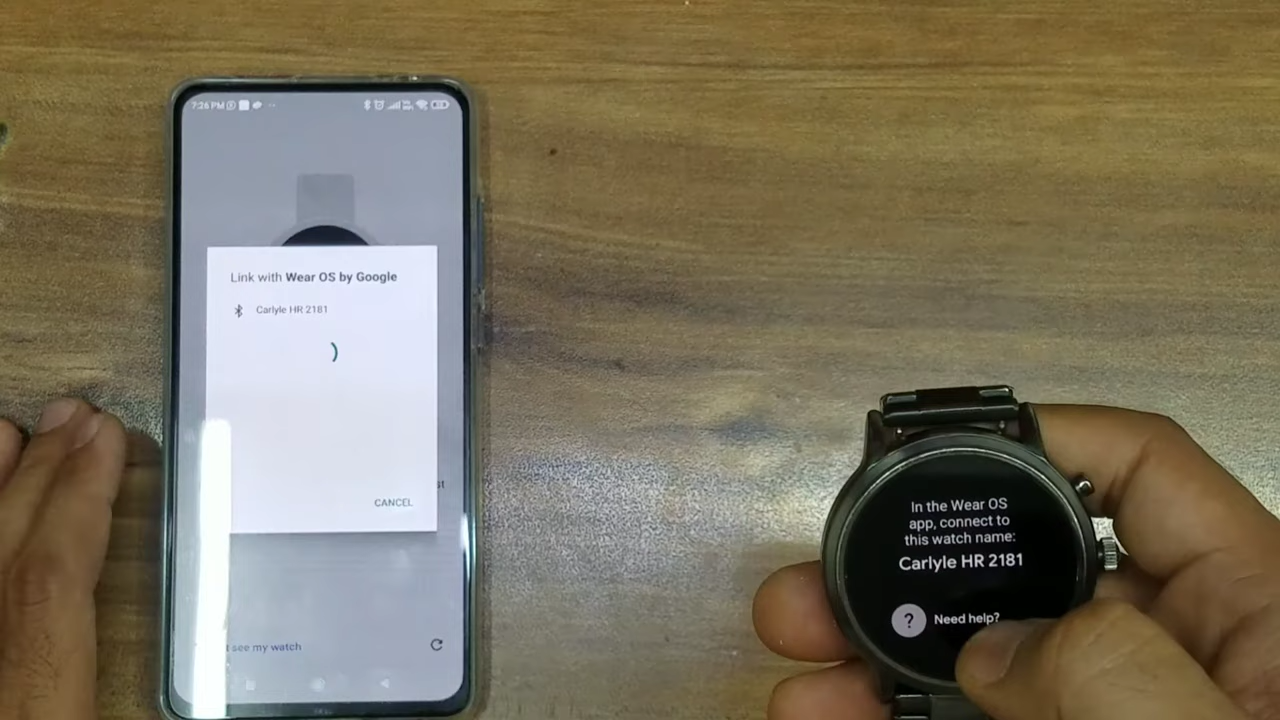 7:26 PM
Link with Wear OS by Google
Carlyle HR 2181
CANCEL
st
see my watch
In the Wear OS
app, connect to
this watch name:
Carlyle HR 2181
? Need help?